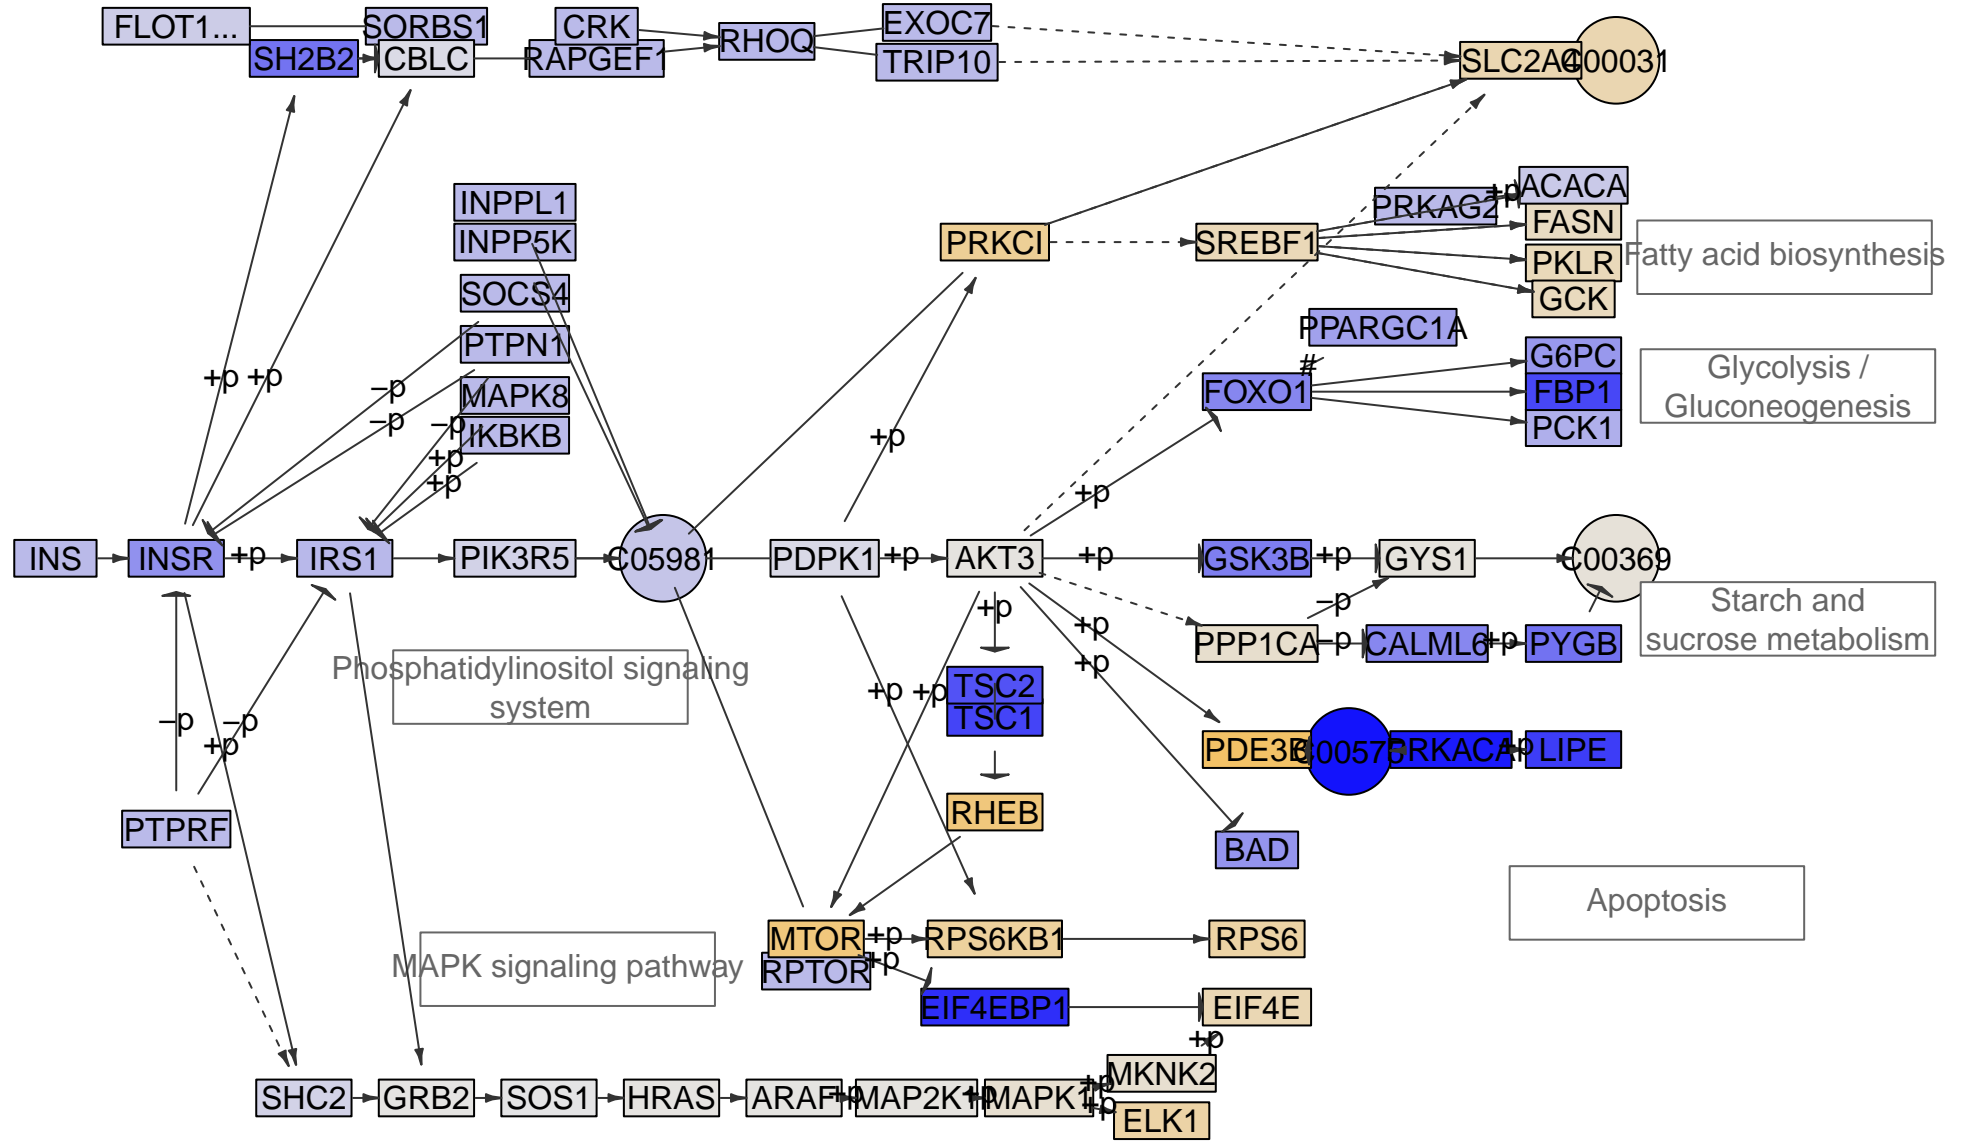 FLOT1...
SORBS1
SH2B2
CBLC
CRK
RAPGEF1
RHOQ
EXOC7
TRIP10
SLC2A4
C00031
INPPL1
INPP5K
SOCS4
PTPN1
MAPK8
IKBKB
PRKCI
SREBF1
PRKAG2
+p
ACACA
FASN
PKLR
GCK
Fatty acid biosynthesis
PPARGC1A
#
FOXO1
G6PC
FBP1
PCK1
Glycolysis /
Gluconeogenesis
+p
+p
−p
−p
−p
+p
+p
+p
+p
INS
INSR
+p
IRS1
PIK3R5
C05981
PDPK1
+p
AKT3
+p
GSK3B
+p
GYS1
C00369
Starch and
sucrose metabolism
+p
+p
+p
−p
PPP1CA
−p
CALML6
+p
PYGB
Phosphatidylinositol signaling
system
−p
−p
+p
+p
+p
TSC2
TSC1
PDE3B
C00575
PRKACA
+p
LIPE
RHEB
PTPRF
BAD
Apoptosis
MAPK signaling pathway
MTOR
RPTOR
+p
+p
RPS6KB1
RPS6
EIF4EBP1
EIF4E
+p
SHC2
GRB2
SOS1
HRAS
ARAF
+p
MAP2K1
+p
MAPK1
+p
+p
MKNK2
ELK1